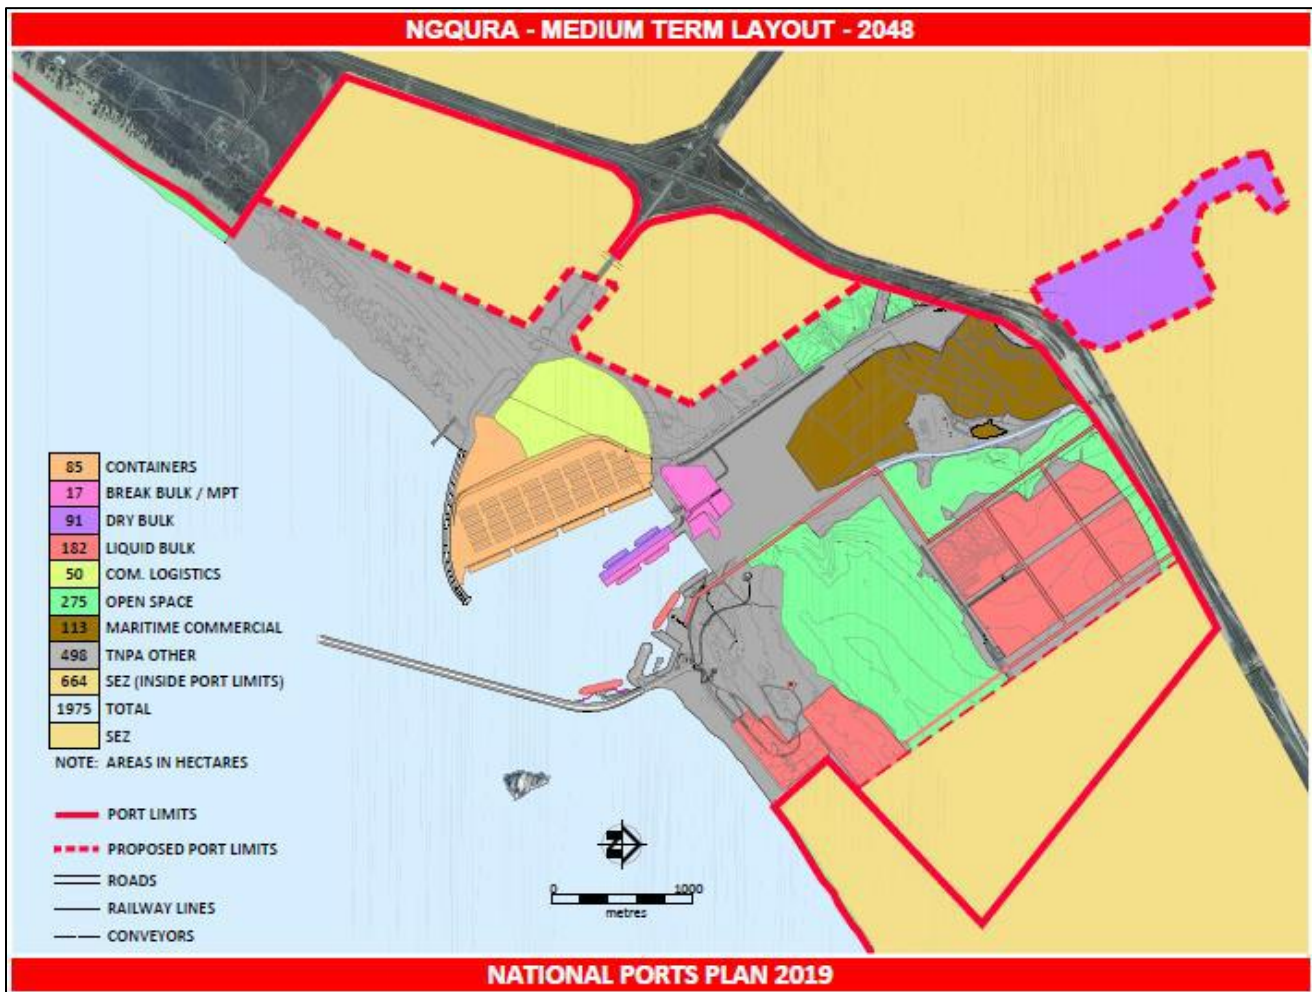 NGQURA - MEDIUM TERM LAYOUT - 2048
85 CONTAINERS
17 BREAK BULK / MPT
91 DRY BULK
182 LIQUID BULK
50 COM. LOGISTICS
275 OPEN SPACE
113 MARITIME COMMERCIAL
498 TNPA OTHER
664 SEZ (INSIDE PORT LIMITS)
1975 TOTAL
SEZ
NOTE: AREAS IN HECTARES
PORT LIMITS
PROPOSED PORT LIMITS
ROADS
RAILWAY LINES
CONVEYORS
N
0 1000
metres
NATIONAL PORTS PLAN 2019